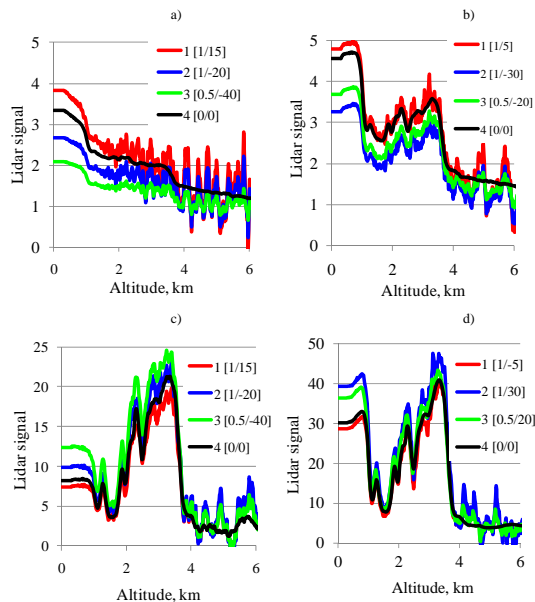 a)
5
4
3
2
1
0
0 2 4 6
Lidar signal
Altitude, km
1 [1/15]
2 [1/-20]
3 [0.5/-40]
4 [0/0]
b)
5
4
3
2
1
0
0 2 4 6
Lidar signal
Altitude, km
1 [1/5]
2 [1/-30]
3 [0.5/-20]
4 [0/0]
c)
25
20
15
10
5
0
0 2 4 6
Lidar signal
Altitude, km
1 [1/15]
2 [1/-20]
3 [0.5/-40]
4 [0/0]
d)
50
40
30
20
10
0
0 2 4 6
Lidar signal
Altitude, km
1 [1/-5]
2 [1/30]
3 [0.5/20]
4 [0/0]